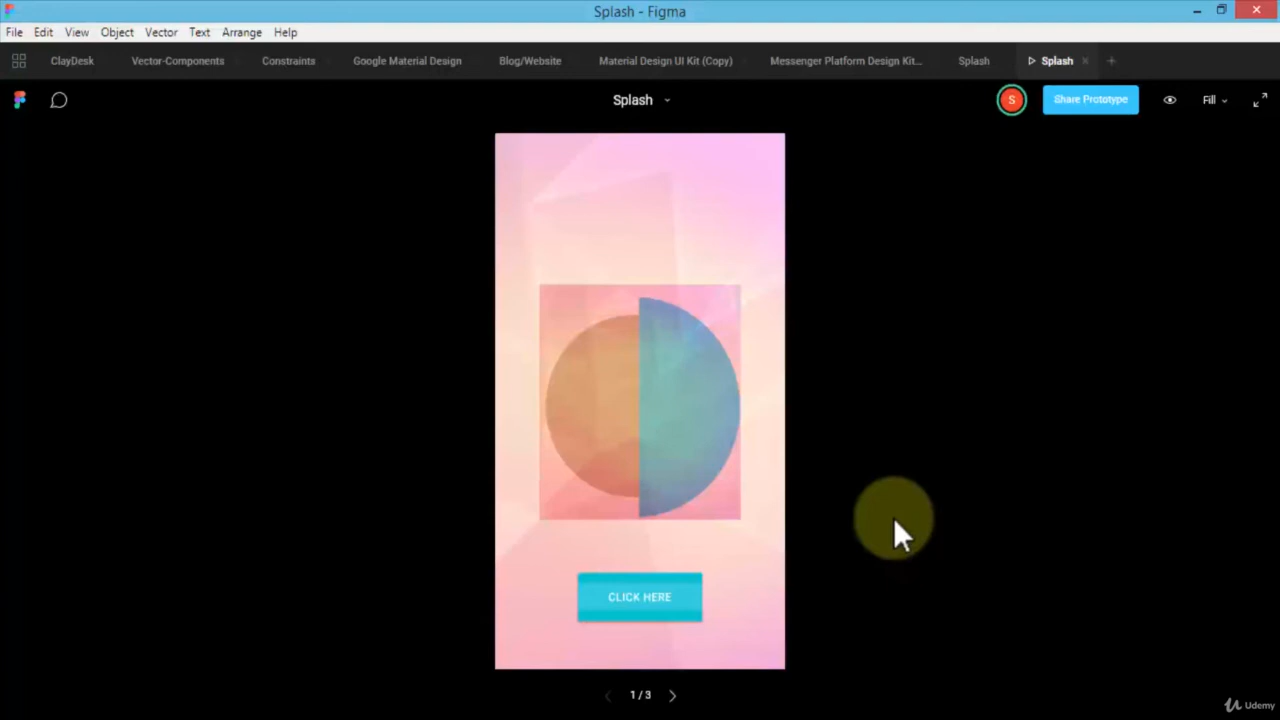 Splash - Figma
File Edit View Object Vector Text Arrange Help
ClayDesk Vector-Components Constraints Google Material Design Blog/Website Material Design UI Kit (Copy) Messenger Platform Design Kit... Splash Splash
Splash S Share Prototype Fill
CLICK HERE
1 / 3
Udemy